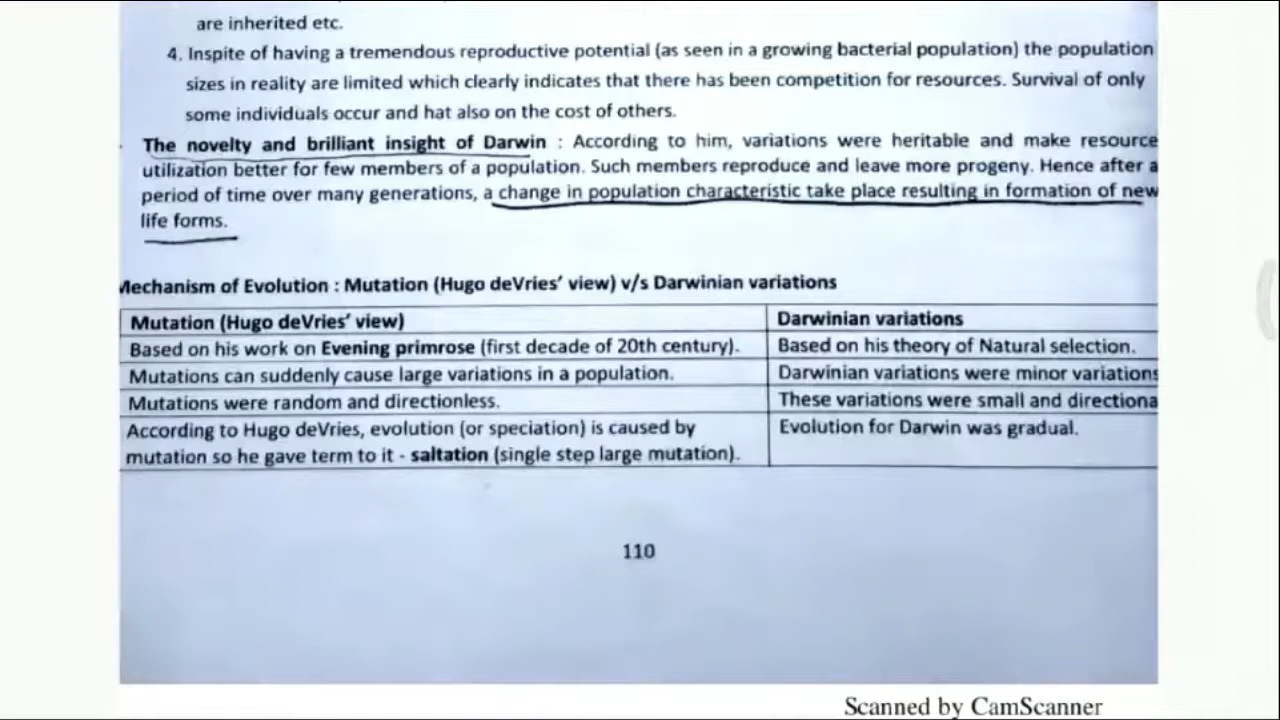 are inherited etc.
4. Inspite of having a tremendous reproductive potential (as seen in a growing bacterial population) the population
sizes in reality are limited which clearly indicates that there has been competition for resources. Survival of only
some individuals occur and hat also on the cost of others.
The novelty and brilliant insight of Darwin : According to him, variations were heritable and make resource
utilization better for few members of a population. Such members reproduce and leave more progeny. Hence after a
period of time over many generations, a change in population characteristic take place resulting in formation of new
life forms.
Mechanism of Evolution : Mutation (Hugo deVries' view) v/s Darwinian variations
Mutation (Hugo deVries' view) Darwinian variations
Based on his work on Evening primrose (first decade of 20th century). Based on his theory of Natural selection.
Mutations can suddenly cause large variations in a population. Darwinian variations were minor variations
Mutations were random and directionless. These variations were small and directiona
According to Hugo deVries, evolution (or speciation) is caused by Evolution for Darwin was gradual.
mutation so he gave term to it - saltation (single step large mutation).
110
Scanned by CamScanner